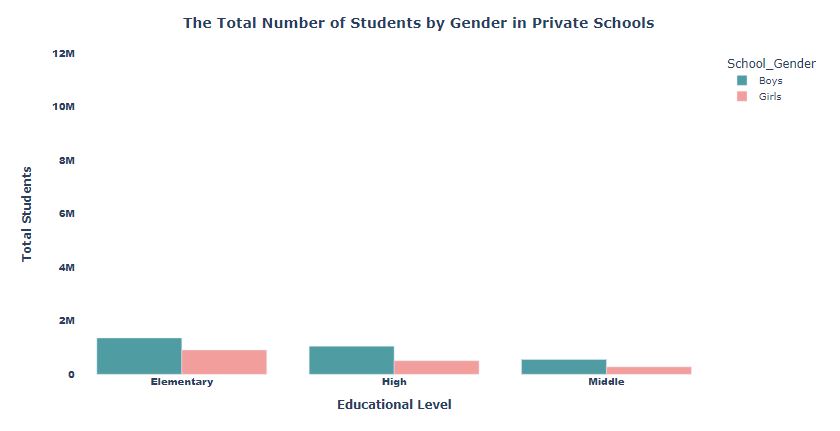 The Total Number of Students by Gender in Private Schools
12M
10M
8M
6M
4M
2M
0
Total Students
Elementary
High
Middle
Educational Level
School_Gender
Boys
Girls